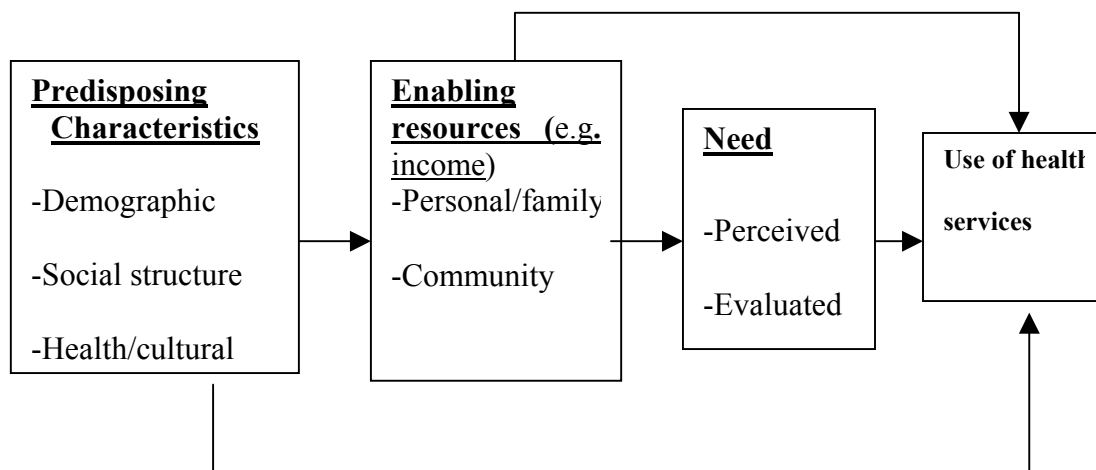 Predisposing
Characteristics
-Demographic
-Social structure
-Health/cultural
Enabling
resources (e.g.
income)
-Personal/family
-Community
Need
-Perceived
-Evaluated
Use of health
services